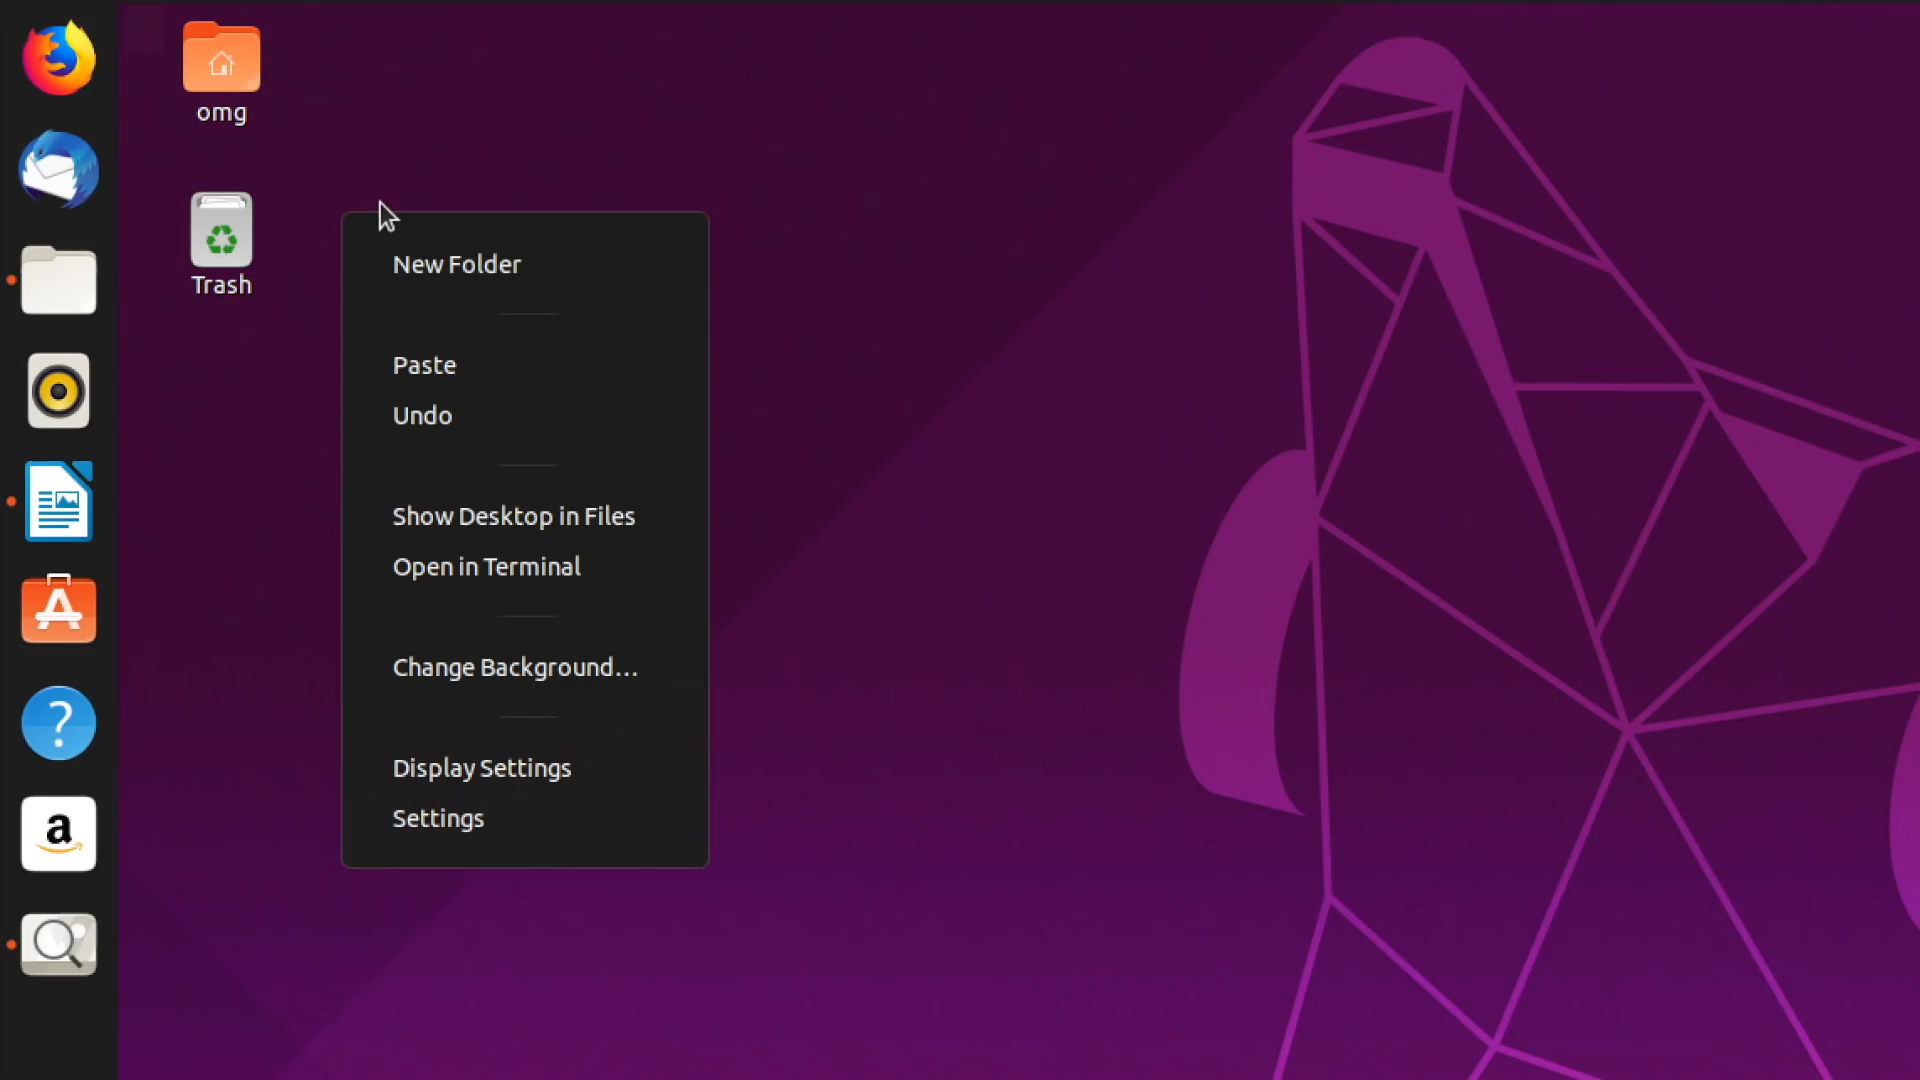 omg
Trash
New Folder
Paste
Undo
Show Desktop in Files
Open in Terminal
Change Background...
Display Settings
Settings
A
?
a